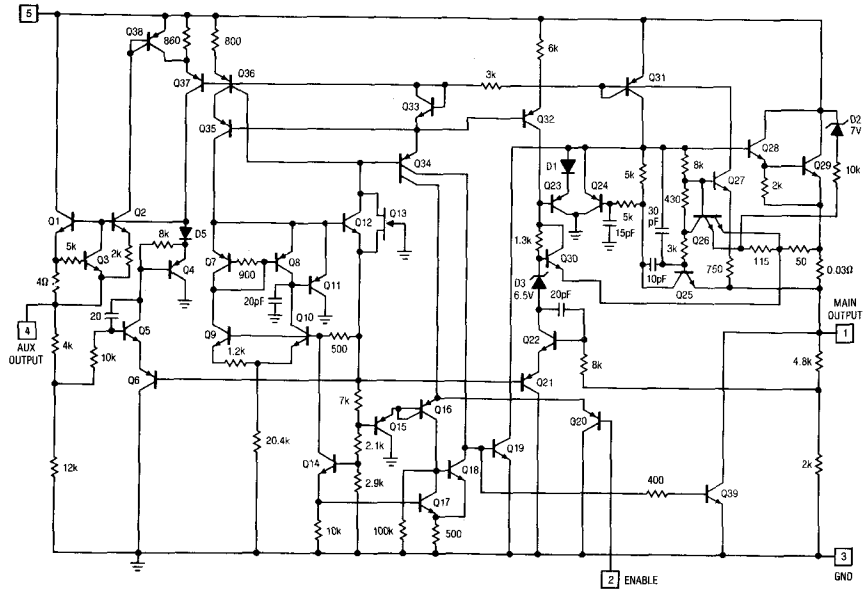 5
Q38
860
800
6k
Q37
Q36
3k
Q31
Q33
Q35
Q32
Q28
D2
7V
Q29
Q34
D1
5k
8k
Q27
10k
Q23
Q24
430
2k
Q1
Q2
Q12
Q13
5k
30
pF
8k
D5
15pF
Q26
5k
Q3
2k
Q4
1.3k
3k
Q30
115
50
4Ω
Q7
Q8
D3
6.5V
10pF
750
0.03Ω
900
Q11
20pF
Q25
20
20pF
MAIN
OUTPUT
4
AUX
OUTPUT
Q5
Q9
Q10
Q22
1
4k
10k
1.2k
500
8k
4.8k
Q6
Q21
7k
Q16
Q15
Q20
20.4k
2.1k
Q14
Q18
Q19
12k
2.9k
400
2k
Q17
Q39
10k
100k
500
3
GND
2
ENABLE